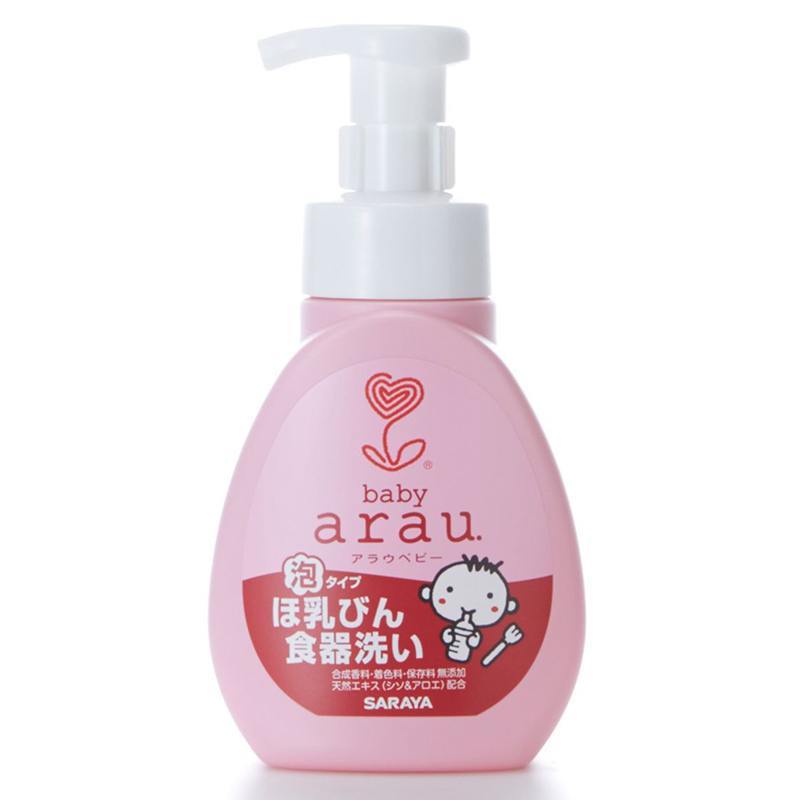 ®
baby
arau.
アラウベビー
泡タイプ
ほ乳びん
食器洗い
合成香料・着色料・保存料 無添加
天然エキス(シソ&アロエ)配合
SARAYA